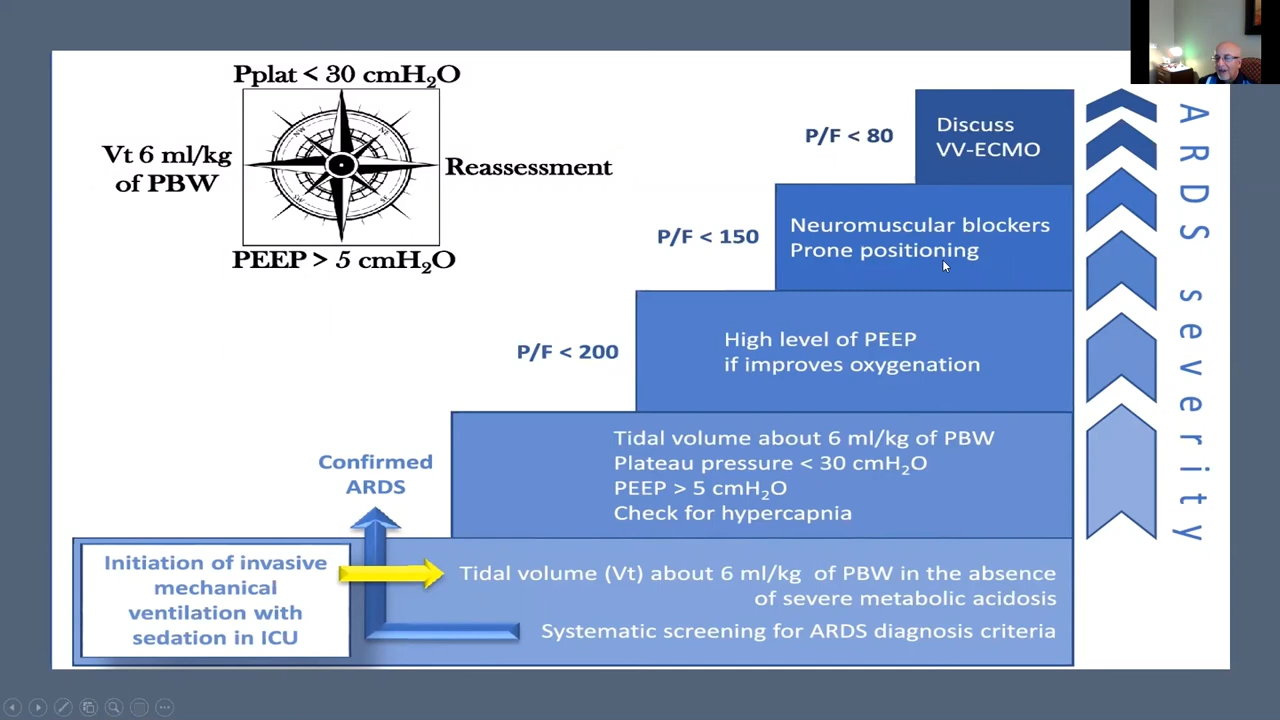 Pplat < 30 cmH₂O
Vt 6 ml/kg
of PBW
Reassessment
PEEP > 5 cmH₂O
P/F < 80
Discuss
VV-ECMO
P/F < 150
Neuromuscular blockers
Prone positioning
P/F < 200
High level of PEEP
if improves oxygenation
Confirmed
ARDS
Tidal volume about 6 ml/kg of PBW
Plateau pressure < 30 cmH₂O
PEEP > 5 cmH₂O
Check for hypercapnia
Initiation of invasive
mechanical
ventilation with
sedation in ICU
Tidal volume (Vt) about 6 ml/kg of PBW in the absence
of severe metabolic acidosis
Systematic screening for ARDS diagnosis criteria
ARDS severity